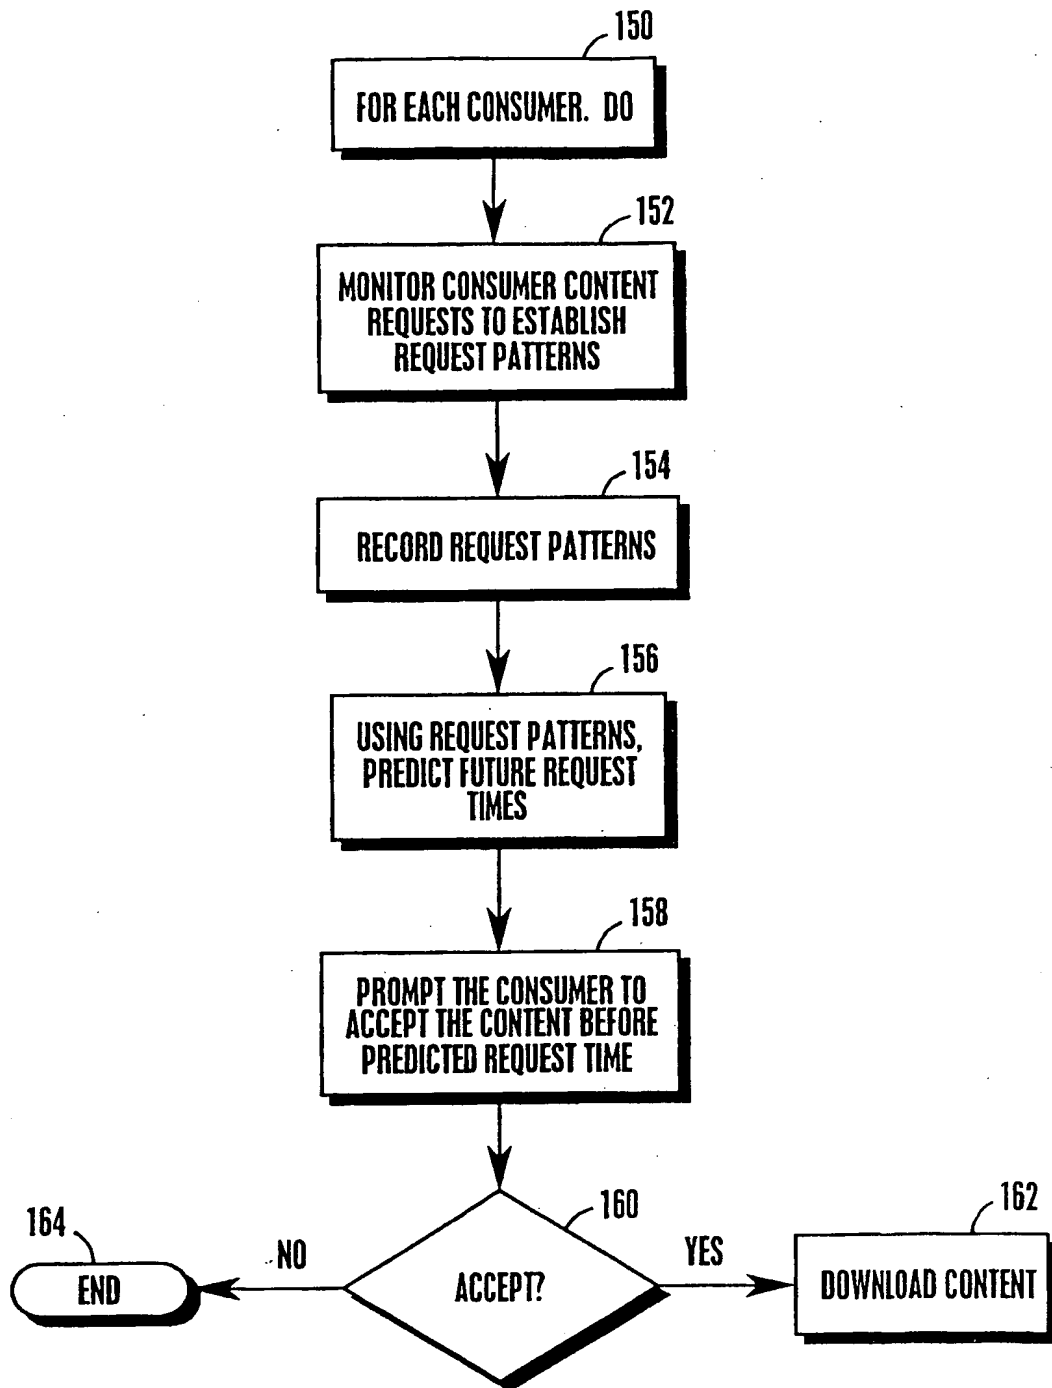 150
FOR EACH CONSUMER. DO
152
MONITOR CONSUMER CONTENT
REQUESTS TO ESTABLISH
REQUEST PATTERNS
154
RECORD REQUEST PATTERNS
156
USING REQUEST PATTERNS,
PREDICT FUTURE REQUEST
TIMES
158
PROMPT THE CONSUMER TO
ACCEPT THE CONTENT BEFORE
PREDICTED REQUEST TIME
160
ACCEPT?
NO
164
END
YES
162
DOWNLOAD CONTENT